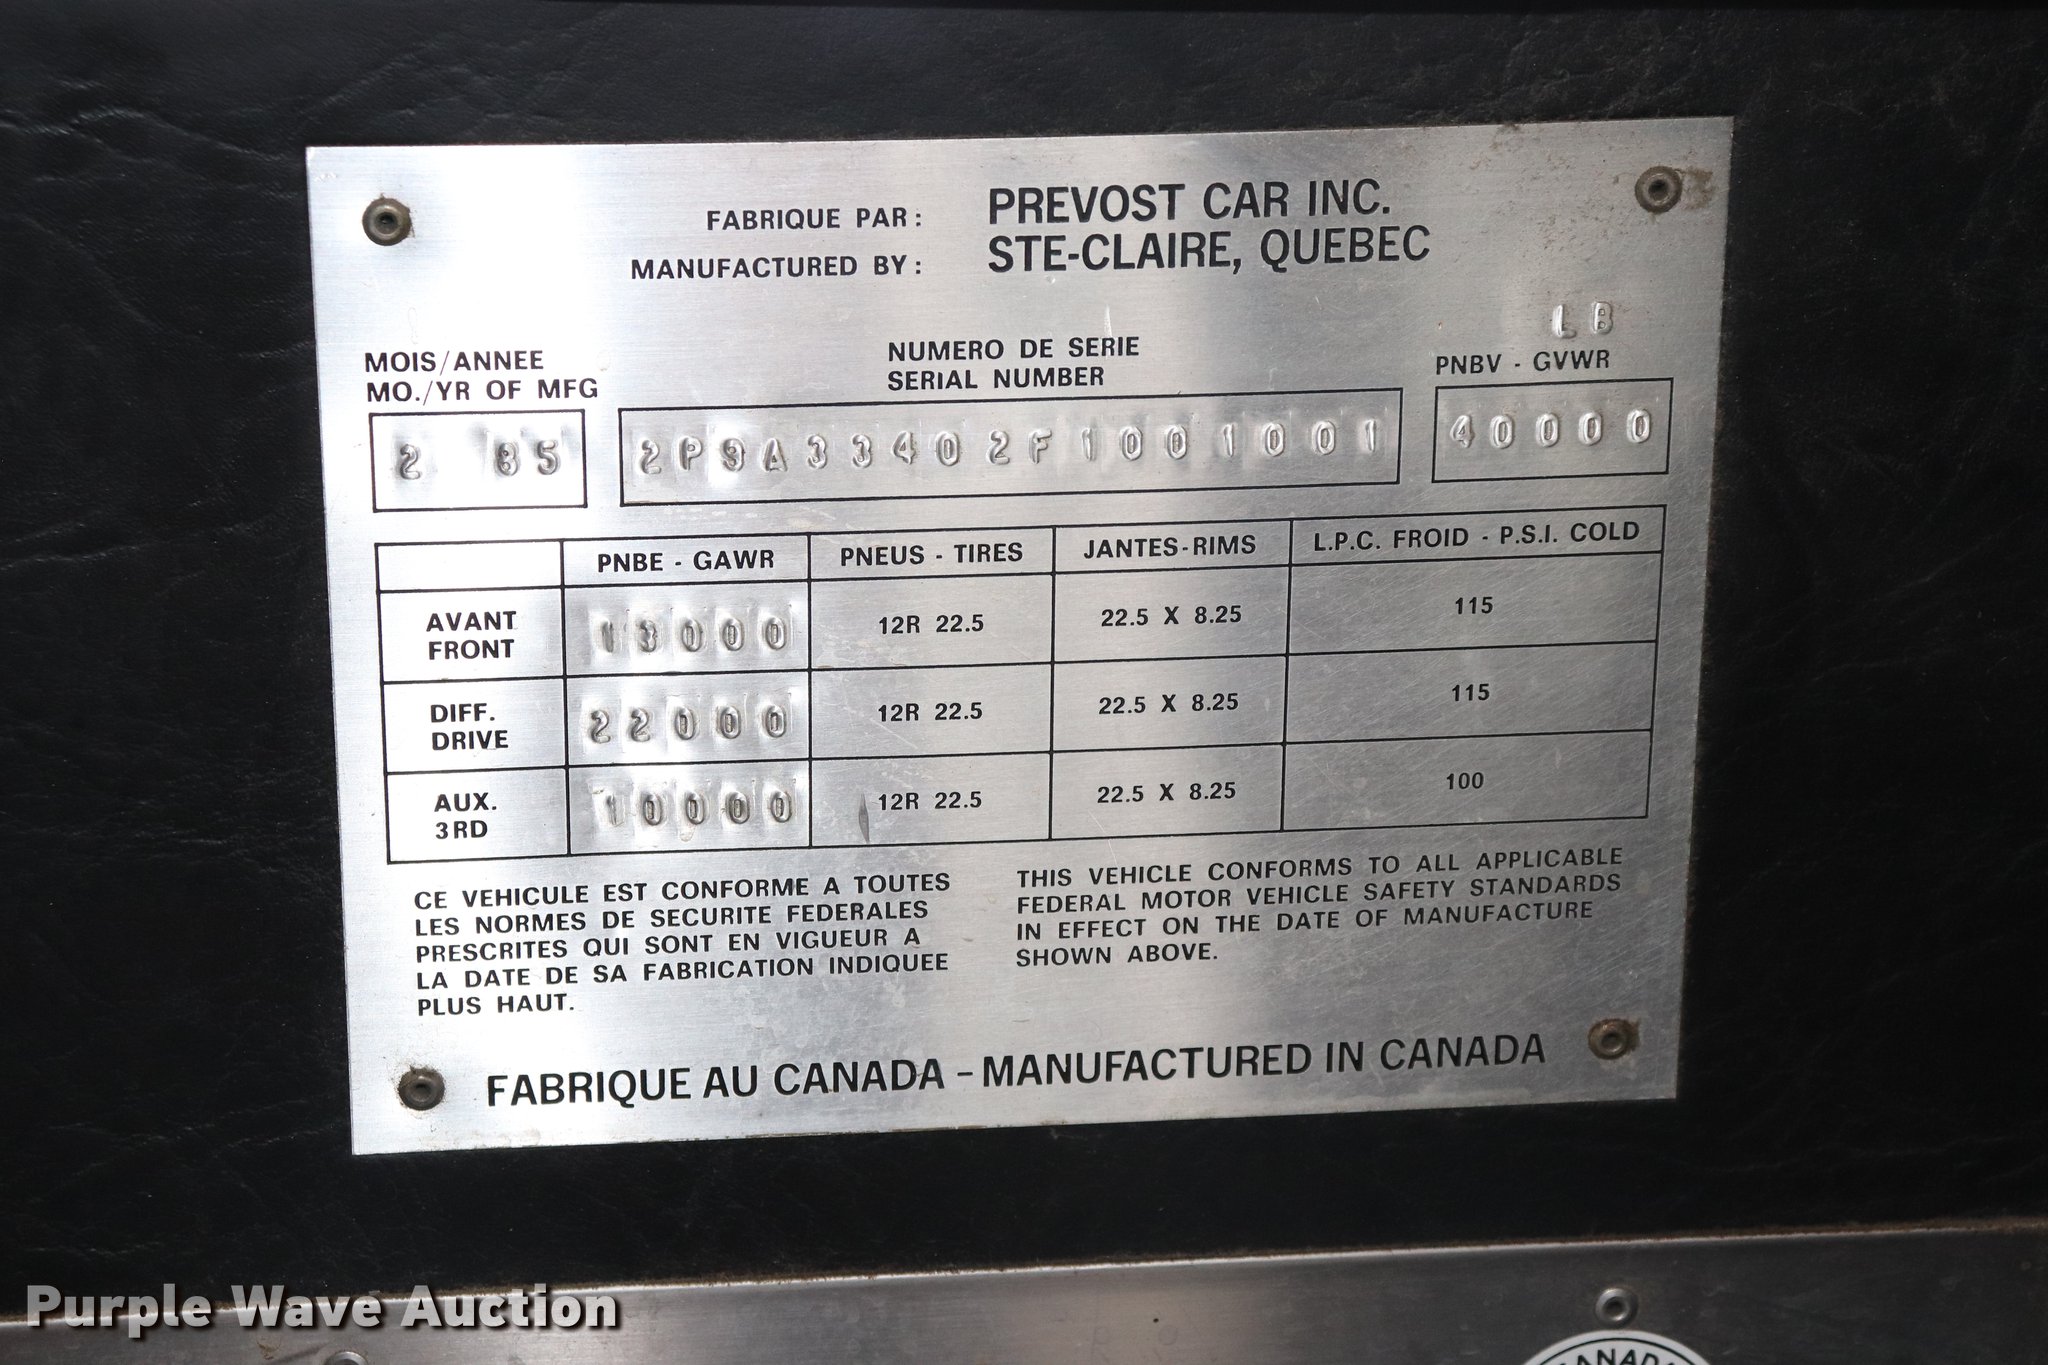 FABRIQUE PAR: PREVOST CAR INC.
MANUFACTURED BY: STE-CLAIRE, QUEBEC
LB
MOIS/ANNEE NUMERO DE SERIE PNBV - GVWR
MO./YR OF MFG SERIAL NUMBER
2 85 2P9A33402F1001001 40000
PNBE - GAWR PNEUS - TIRES JANTES-RIMS L.P.C. FROID - P.S.I. COLD
AVANT
FRONT 13000 12R 22.5 22.5 X 8.25 115
DIFF.
DRIVE 22000 12R 22.5 22.5 X 8.25 115
AUX.
3RD 10000 12R 22.5 22.5 X 8.25 100
CE VEHICULE EST CONFORME A TOUTES
LES NORMES DE SECURITE FEDERALES
PRESCRITES QUI SONT EN VIGUEUR A
LA DATE DE SA FABRICATION INDIQUEE
PLUS HAUT.
THIS VEHICLE CONFORMS TO ALL APPLICABLE
FEDERAL MOTOR VEHICLE SAFETY STANDARDS
IN EFFECT ON THE DATE OF MANUFACTURE
SHOWN ABOVE.
FABRIQUE AU CANADA - MANUFACTURED IN CANADA
Purple Wave Auction
CANADA